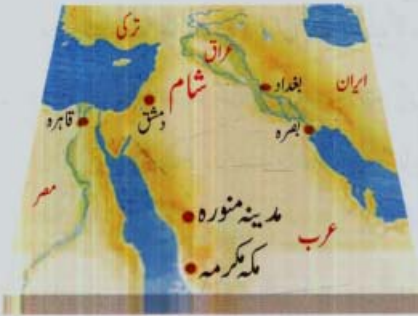 ترکی
عراق
ایران
شام
بغداد
دمشق
قاہرہ
بصرہ
مصر
مدینہ منورہ
عرب
مکہ مکرمہ